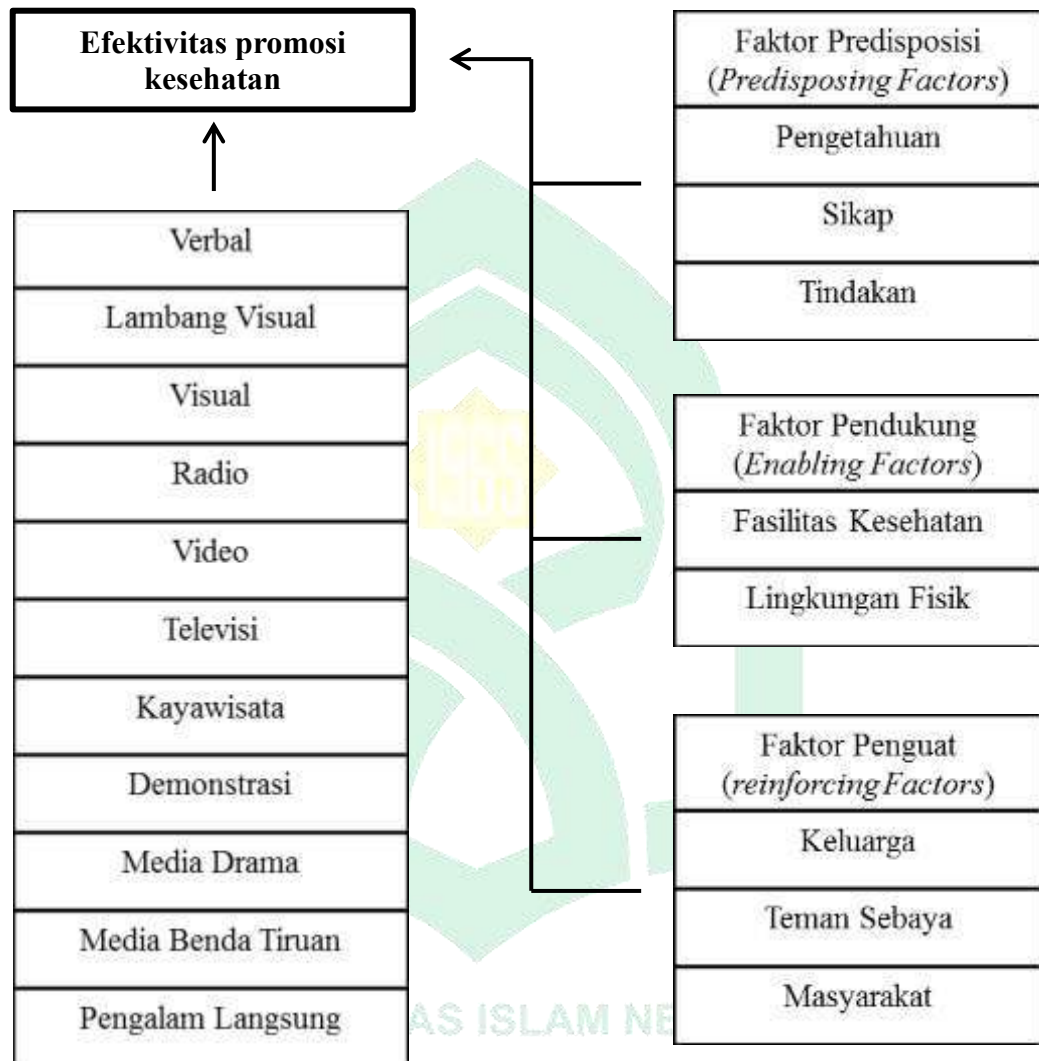 Efektivitas promosi
kesehatan
Verbal
Lambang Visual
Visual
Radio
Video
Televisi
Kayawisata
Demonstrasi
Media Drama
Media Benda Tiruan
Pengalam Langsung
Faktor Predisposisi
(Predisposing Factors)
Pengetahuan
Sikap
Tindakan
Faktor Pendukung
(Enabling Factors)
Fasilitas Kesehatan
Lingkungan Fisik
Faktor Penguat
(reinforcing Factors)
Keluarga
Teman Sebaya
Masyarakat
ISLAM